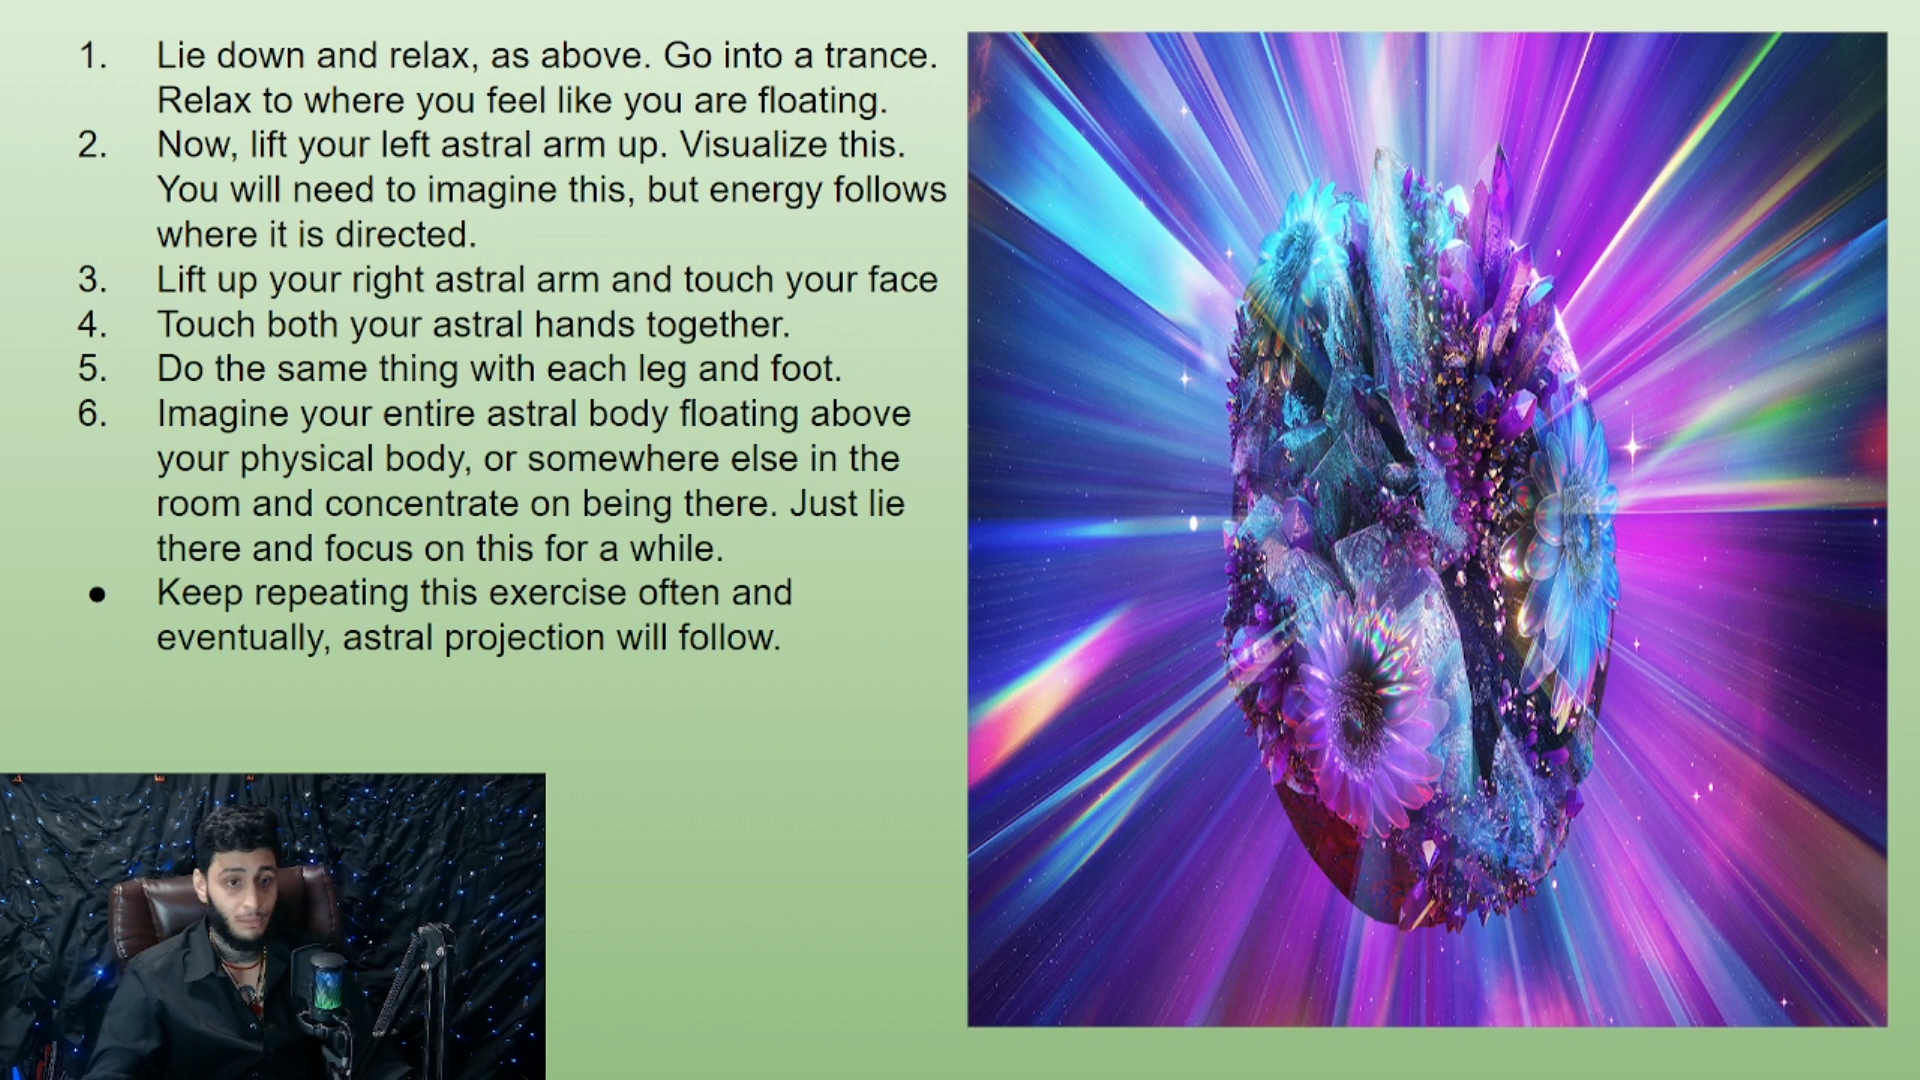 1. Lie down and relax, as above. Go into a trance.
Relax to where you feel like you are floating.
2. Now, lift your left astral arm up. Visualize this.
You will need to imagine this, but energy follows
where it is directed.
3. Lift up your right astral arm and touch your face
4. Touch both your astral hands together.
5. Do the same thing with each leg and foot.
6. Imagine your entire astral body floating above
your physical body, or somewhere else in the
room and concentrate on being there. Just lie
there and focus on this for a while.
● Keep repeating this exercise often and
eventually, astral projection will follow.